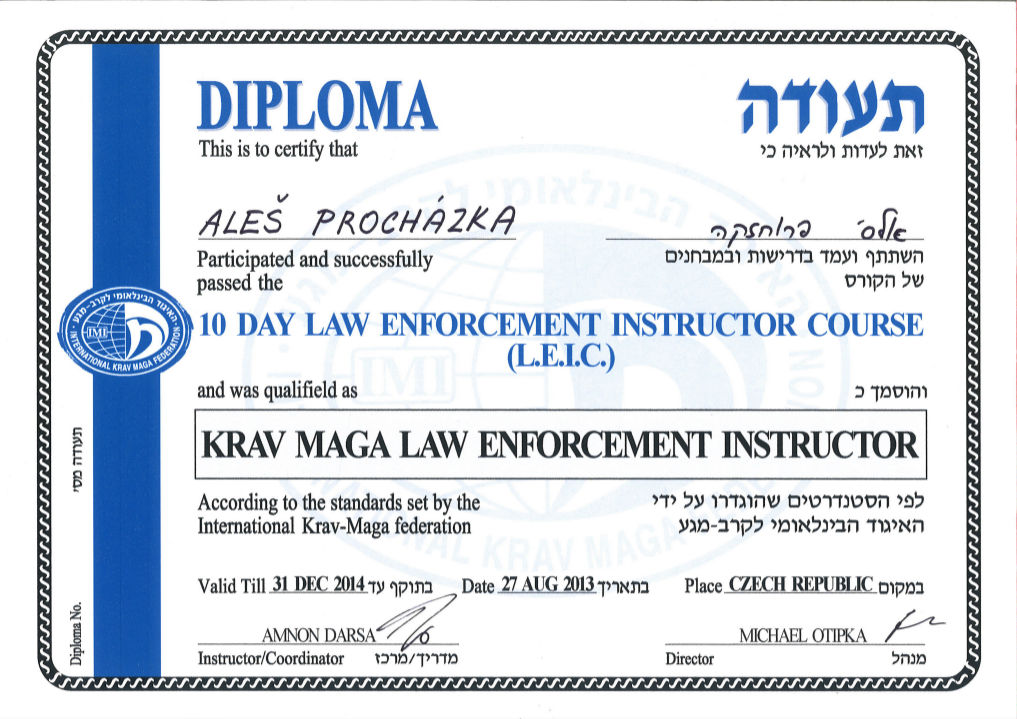 DIPLOMA תעודה
This is to certify that זאת לעדות ולראיה כי
ALEŠ PROCHÁZKA אלס׳ פרוחזקה
Participated and successfully השתתף ועמד בדרישות ובמבחנים
passed the של הקורס
10 DAY LAW ENFORCEMENT INSTRUCTOR COURSE
(L.E.I.C.)
and was qualifield as והוסמך כ
KRAV MAGA LAW ENFORCEMENT INSTRUCTOR
According to the standards set by the לפי הסטנדרטים שהוגדרו על ידי
International Krav-Maga federation האיגוד הבינלאומי לקרב-מגע
Valid Till 31 DEC 2014 בתוקף עד Date 27 AUG 2013 בתאריך Place CZECH REPUBLIC במקום
AMNON DARSA MICHAEL OTIPKA
Instructor/Coordinator מדריך/מרכז Director מנהל
האיגוד הבינלאומי לקרב-מגע
IMI
INTERNATIONAL KRAV MAGA FEDERATION
תעודה מס׳
Diploma No.